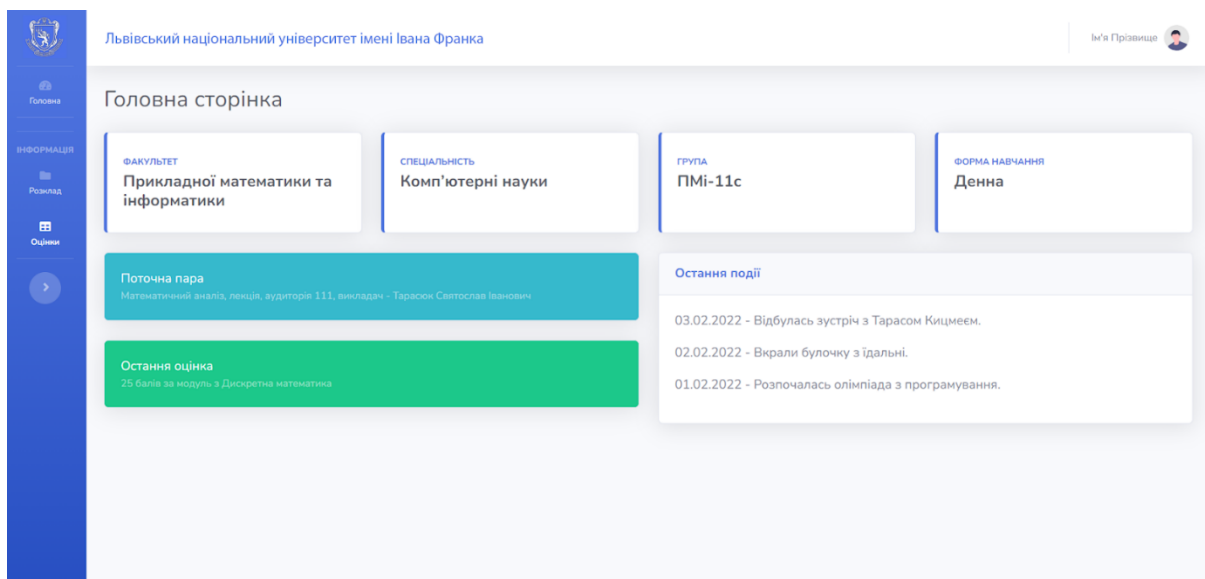 Львівський національний університет імені Івана Франка
Ім'я Прізвище
Головна
ІНФОРМАЦІЯ
Розклад
Оцінки
Головна сторінка
ФАКУЛЬТЕТ
Прикладної математики та
інформатики
СПЕЦІАЛЬНІСТЬ
Комп'ютерні науки
ГРУПА
ПМі-11с
ФОРМА НАВЧАННЯ
Денна
Поточна пара
Математичний аналіз, лекція, аудиторія 111, викладач - Тарасюк Святослав Іванович
Остання оцінка
25 балів за модуль з Дискретна математика
Остання події
03.02.2022 - Відбулась зустріч з Тарасом Кицмеєм.
02.02.2022 - Вкрали булочку з їдальні.
01.02.2022 - Розпочалась олімпіада з програмування.